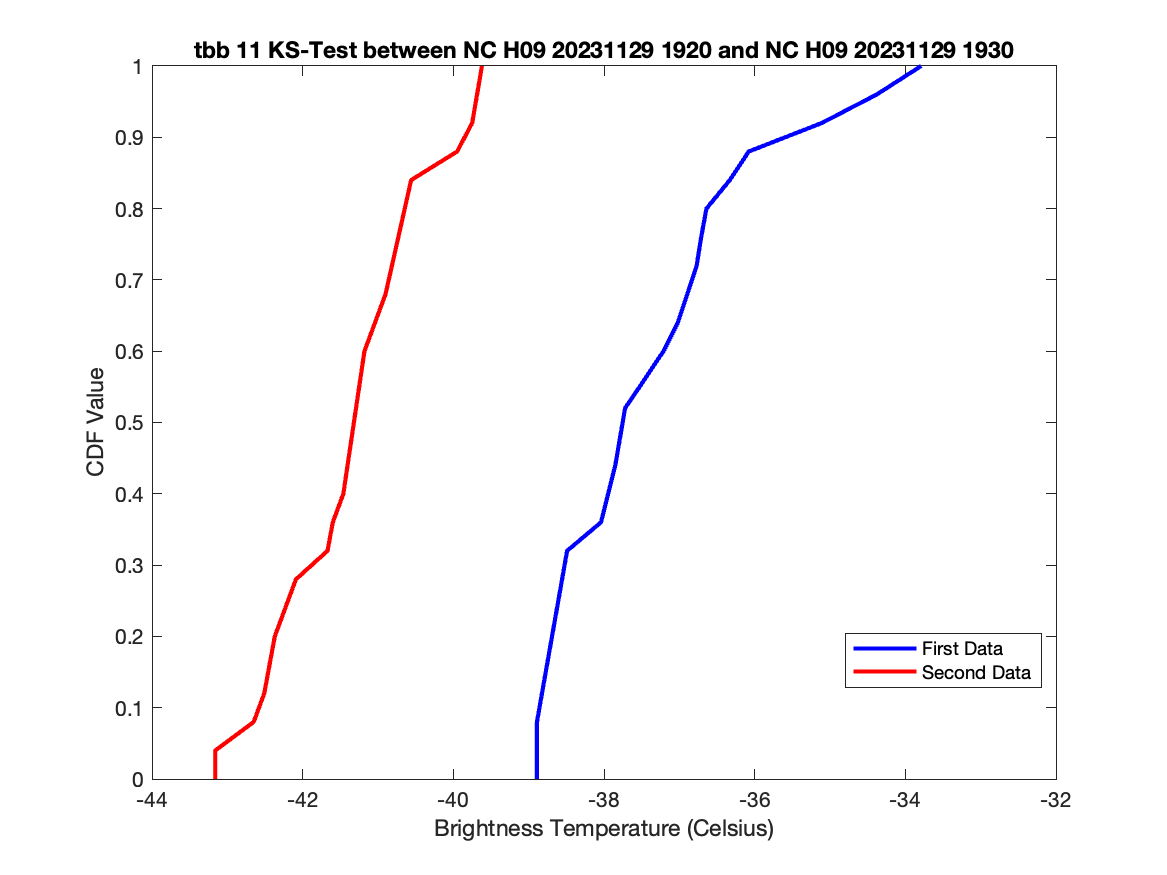 tbb 11 KS-Test between NC H09 20231129 1920 and NC H09 20231129 1930
1
0.9
0.8
0.7
0.6
0.5
0.4
0.3
0.2
0.1
0
CDF Value
First Data
Second Data
-44 -42 -40 -38 -36 -34 -32
Brightness Temperature (Celsius)